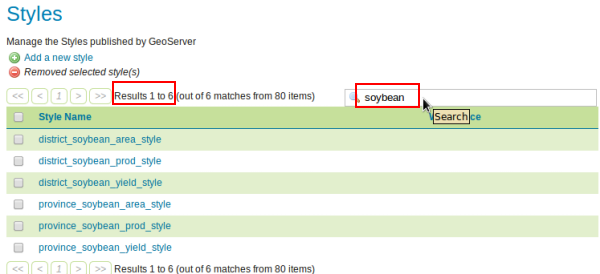 Styles
Manage the Styles published by GeoServer
Add a new style
Removed selected style(s)
<< < 1 > >> Results 1 to 6 (out of 6 matches from 80 items) soybean
Style Name Search
district_soybean_area_style
district_soybean_prod_style
district_soybean_yield_style
province_soybean_area_style
province_soybean_prod_style
province_soybean_yield_style
<< < 1 > >> Results 1 to 6 (out of 6 matches from 80 items)